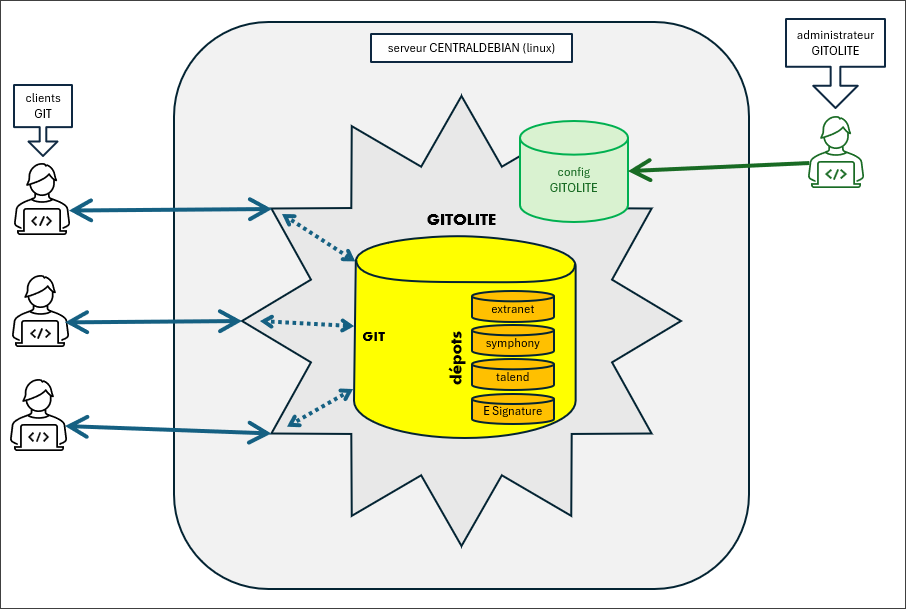 serveur CENTRALDEBIAN (linux)
administrateur
GITOLITE
clients
GIT
config
GITOLITE
GITOLITE
GIT
dépots
extranet
symphony
talend
E Signature